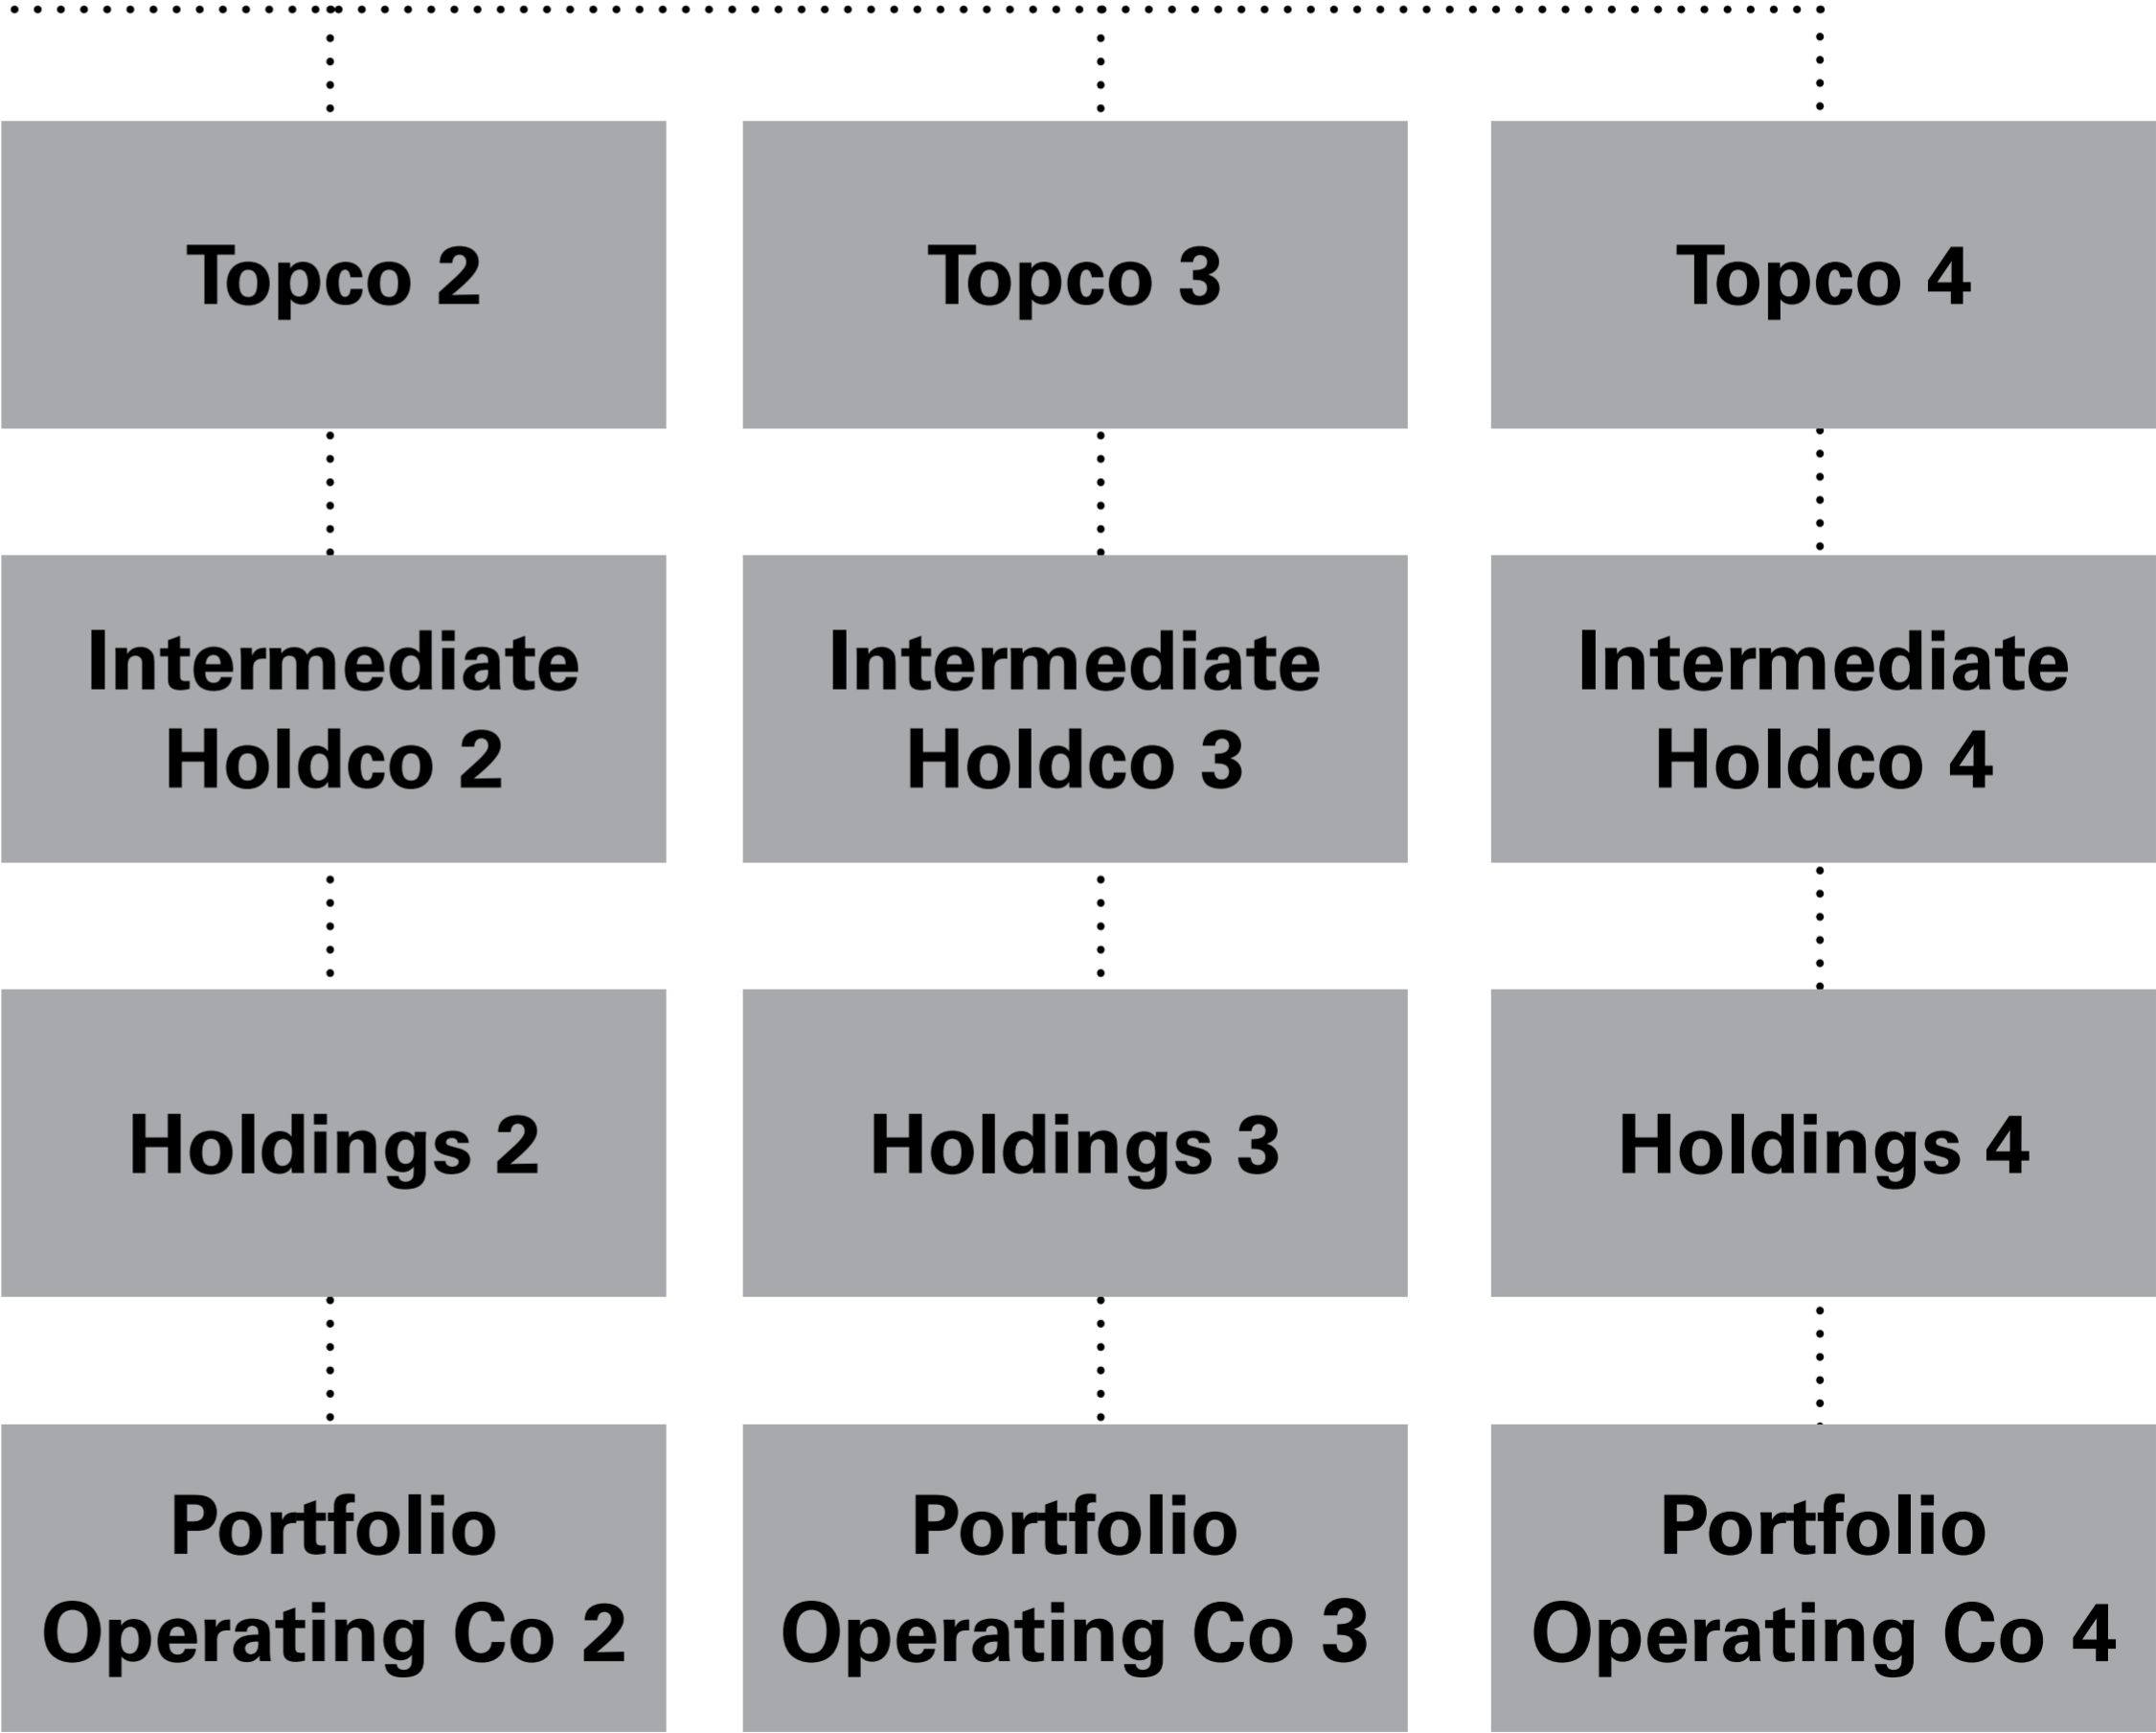 Topco 2
Topco 3
Topco 4
Intermediate
Holdco 2
Intermediate
Holdco 3
Intermediate
Holdco 4
Holdings 2
Holdings 3
Holdings 4
Portfolio
Operating Co 2
Portfolio
Operating Co 3
Portfolio
Operating Co 4